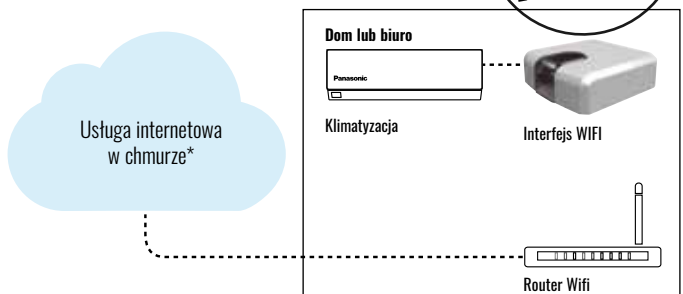 Dom lub biuro
Panasonic
Klimatyzacja
Interfejs WIFI
Usługa internetowa
w chmurze*
Router Wifi